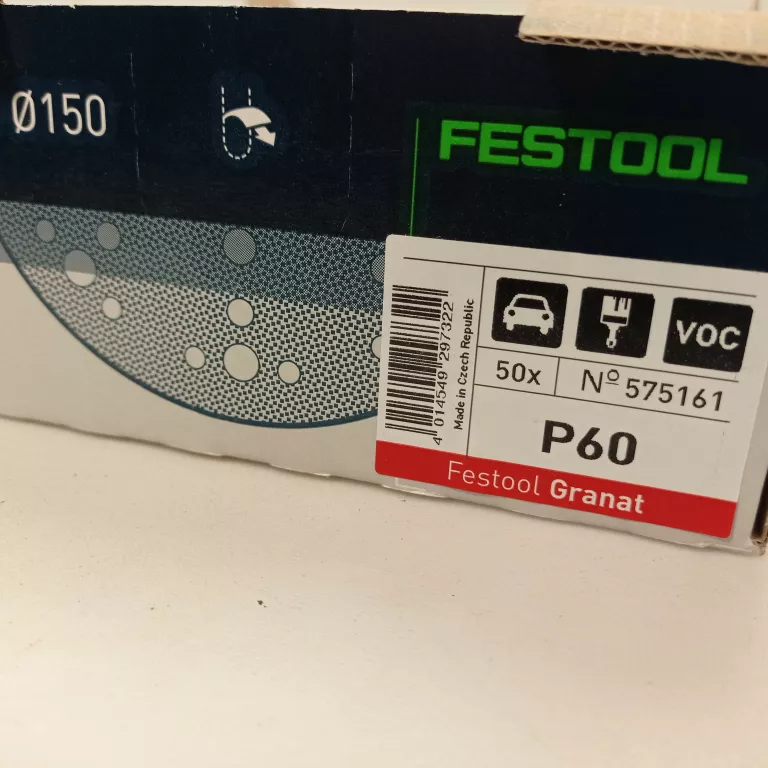 Ø150
FESTOOL
4 014549 297322
Made in Czech Republic
VOC
50x
Nº 575161
P60
Festool Granat